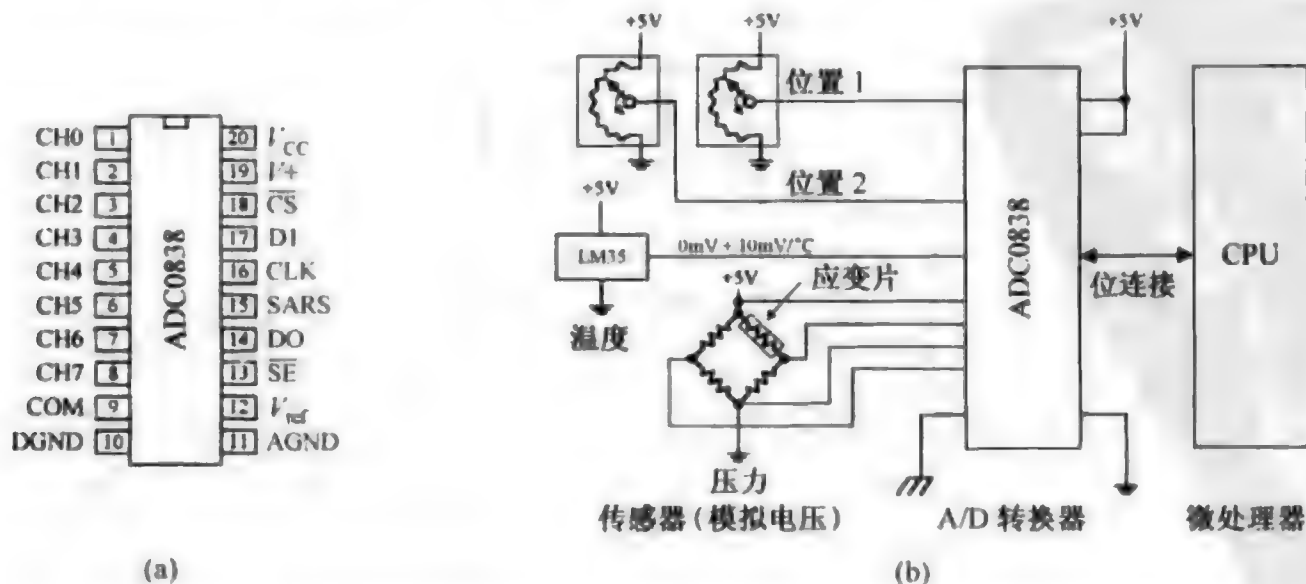 CH0 1 20 VCC
CH1 2 19 V+
CH2 3 18 CS
CH3 4 17 DI
CH4 5 16 CLK
CH5 6 15 SARS
CH6 7 14 DO
CH7 8 13 SE
COM 9 12 Vref
DGND 10 11 AGND
ADC0838
(a)
+5V
+5V
+5V
位置 1
位置 2
+5V
LM35
0mV + 10mV/°C
温度
+5V
应变片
压力
ADC0838
位连接
CPU
传感器(模拟电压)
A/D 转换器
微处理器
(b)